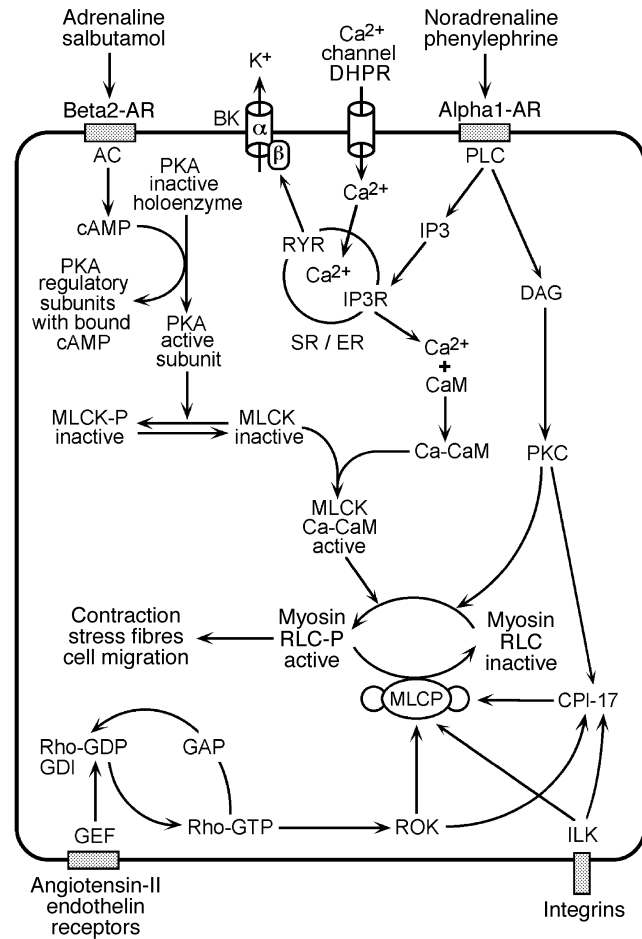 Adrenaline
salbutamol
Noradrenaline
phenylephrine
Ca2+
channel
DHPR
K+
Beta2-AR
Alpha1-AR
BK
α
β
AC
PLC
PKA
inactive
holoenzyme
cAMP
Ca2+
IP3
RYR
Ca2+
IP3R
SR / ER
DAG
PKA
regulatory
subunits
with bound
cAMP
PKA
active
subunit
Ca2+
+
CaM
MLCK-P
inactive
MLCK
inactive
Ca-CaM
PKC
MLCK
Ca-CaM
active
Contraction
stress fibres
cell migration
Myosin
RLC-P
active
Myosin
RLC
inactive
MLCP
CPI-17
Rho-GDP
GDI
GAP
GEF
Rho-GTP
ROK
ILK
Angiotensin-II
endothelin
receptors
Integrins